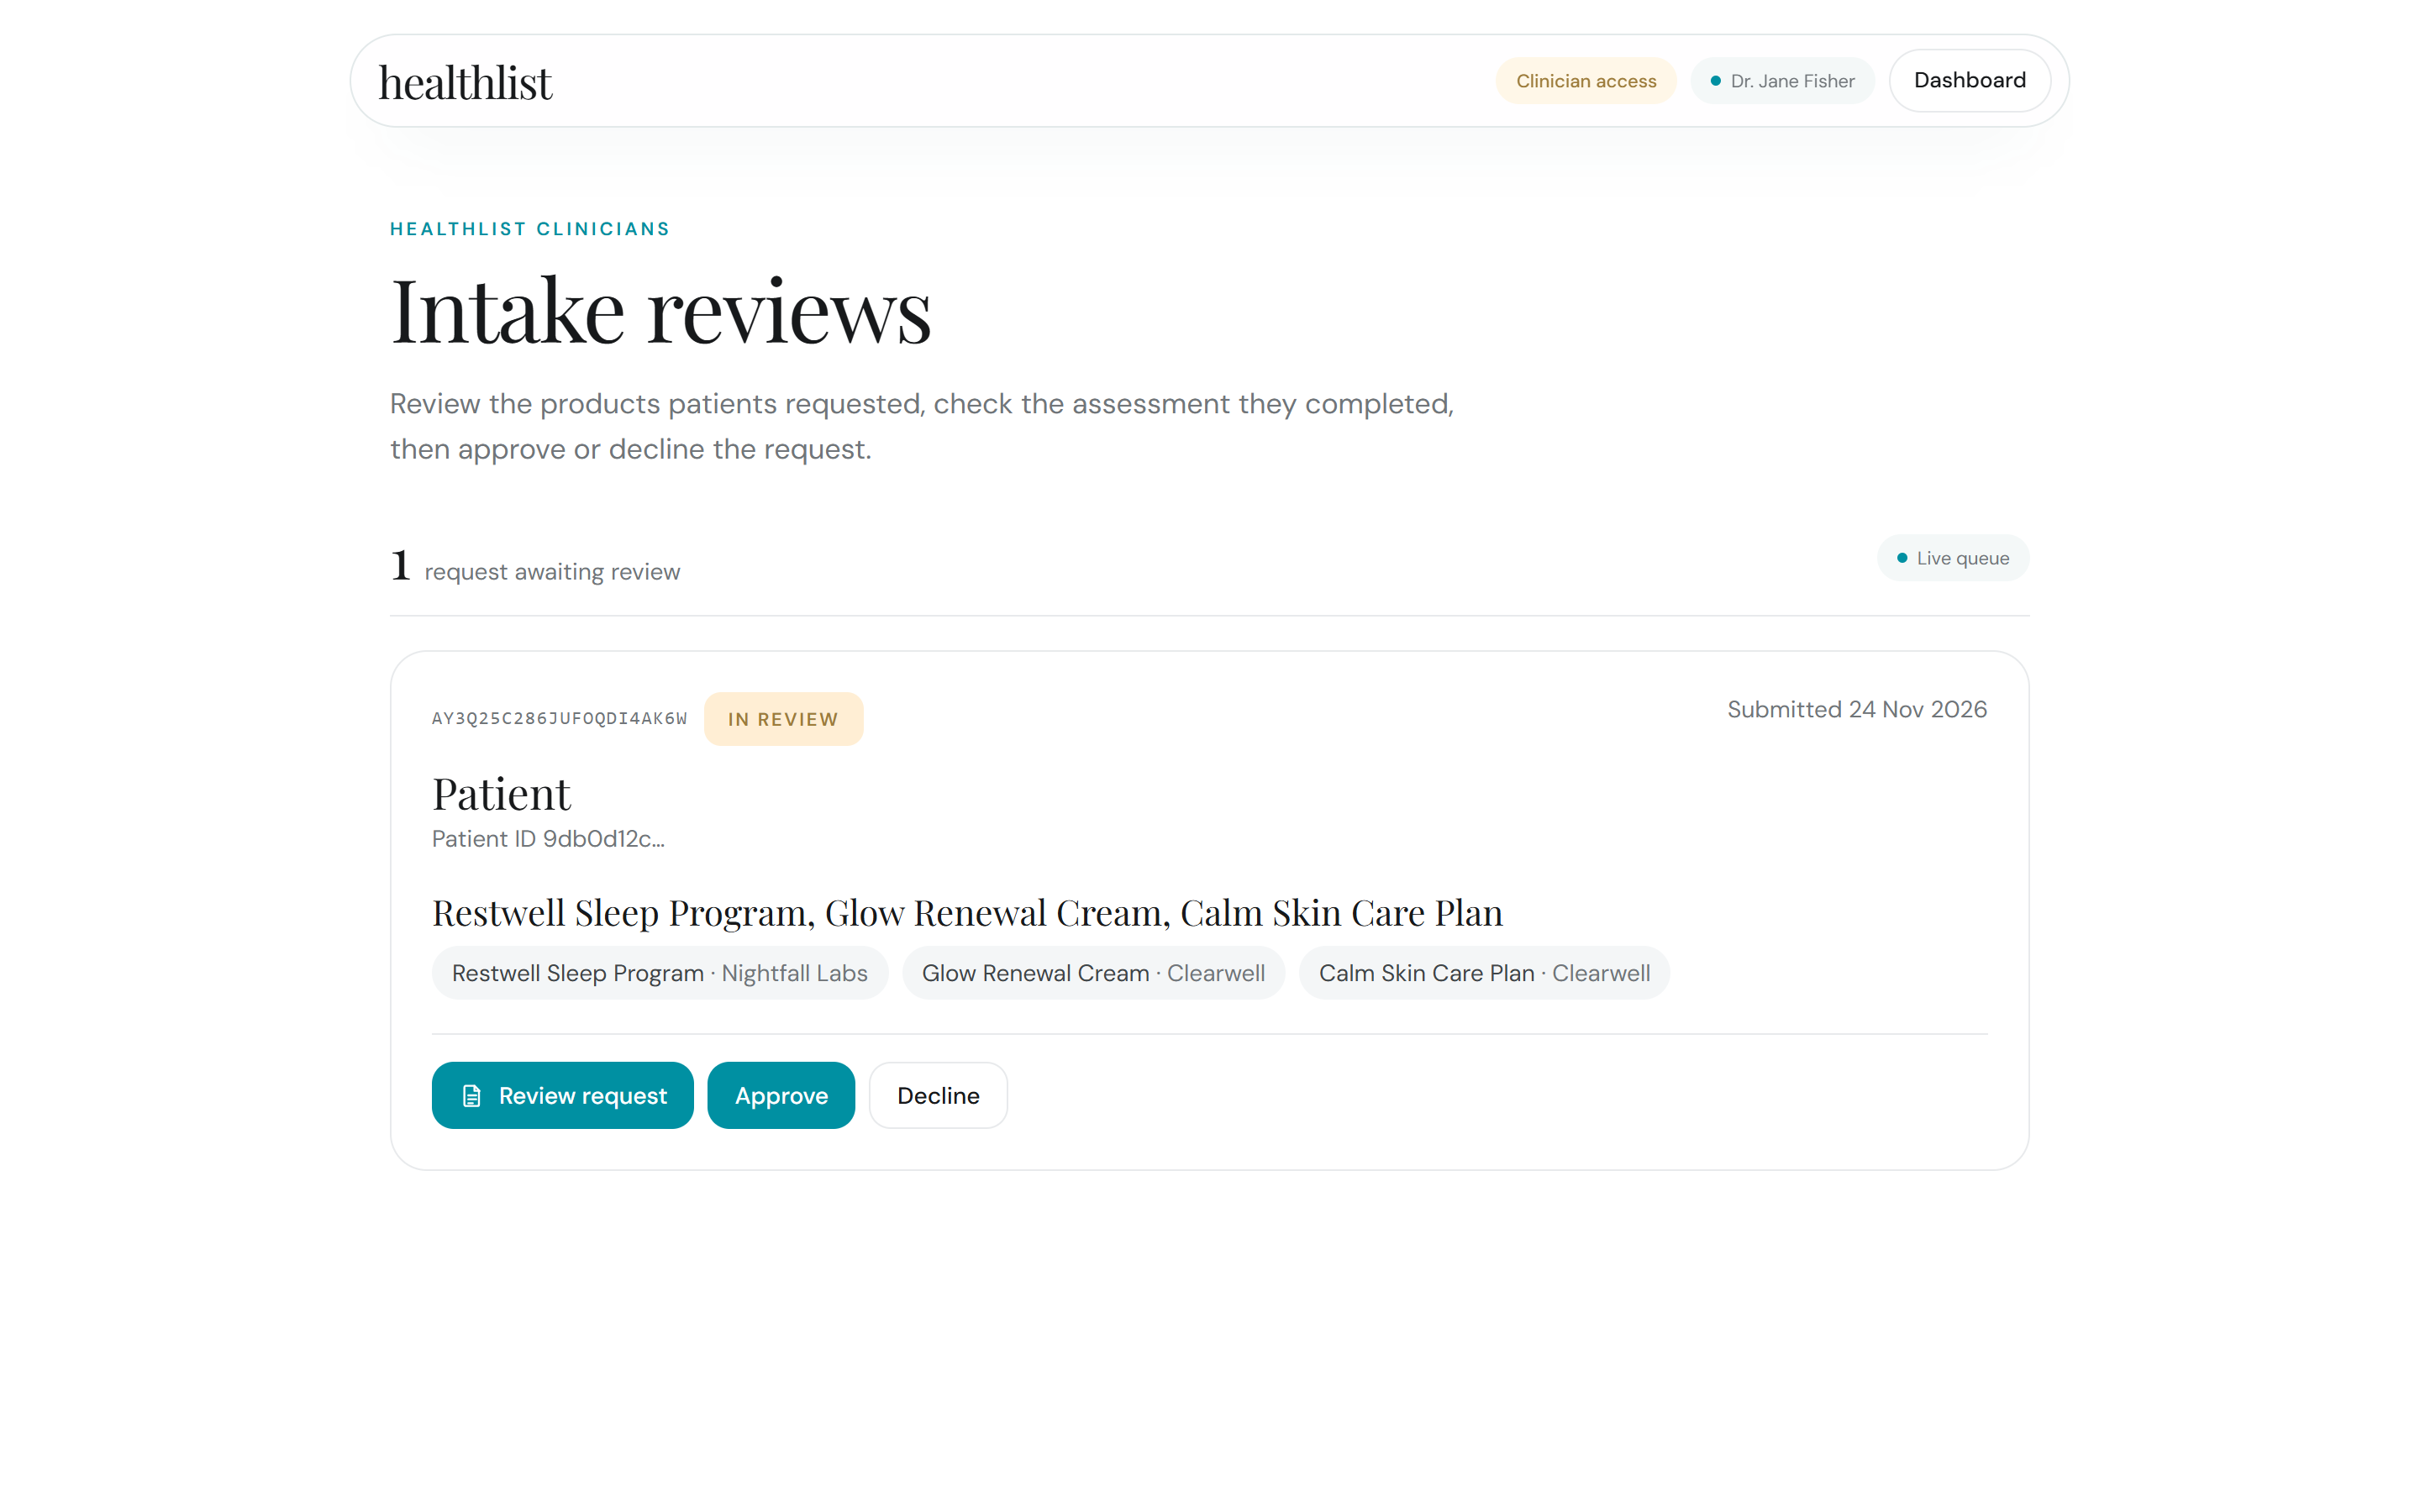 healthlist
Clinician access
Dr. Jane Fisher
Dashboard
HEALTHLIST CLINICIANS
Intake reviews
Review the products patients requested, check the assessment they completed,
then approve or decline the request.
1 request awaiting review
Live queue
AY3Q25C286JUFOQDI4AK6W
IN REVIEW
Submitted 24 Nov 2026
Patient
Patient ID 9db0d12c...
Restwell Sleep Program, Glow Renewal Cream, Calm Skin Care Plan
Restwell Sleep Program · Nightfall Labs
Glow Renewal Cream · Clearwell
Calm Skin Care Plan · Clearwell
Review request
Approve
Decline